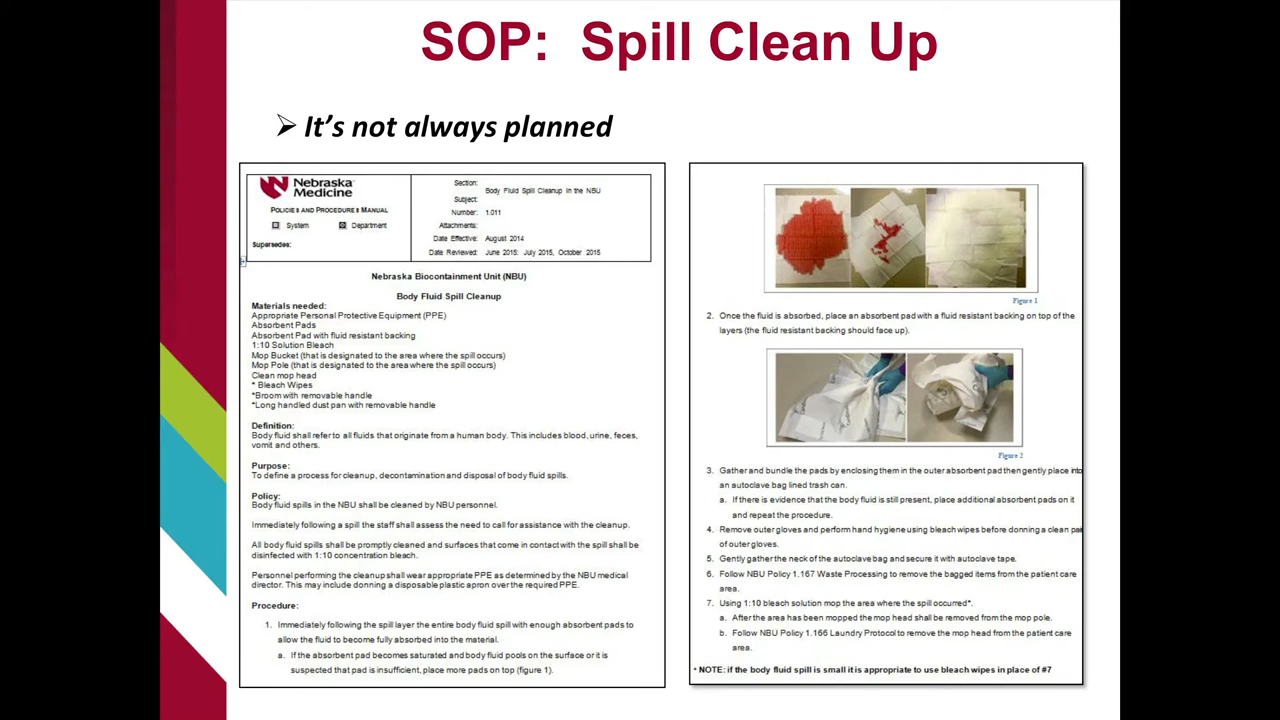 SOP:  Spill Clean Up
➢ It's not always planned
Nebraska
Medicine
POLICIES AND PROCEDURES MANUAL
System
Department
Supersedes:
Section:
Body Fluid Spill Cleanup in the NBU
Subject:
Number: 1.011
Attachments:
Date Effective: August 2014
Date Reviewed: June 2015: July 2015, October 2015
Nebraska Biocontainment Unit (NBU)
Body Fluid Spill Cleanup
Materials needed:
Appropriate Personal Protective Equipment (PPE)
Absorbent Pads
Absorbent Pad with fluid resistant backing
1:10 Solution Bleach
Mop Bucket (that is designated to the area where the spill occurs)
Mop Pole (that is designated to the area where the spill occurs)
Clean mop head
* Bleach Wipes
*Broom with removable handle
*Long handled dust pan with removable handle
Definition:
Body fluid shall refer to all fluids that originate from a human body. This includes blood, urine, feces,
vomit and others.
Purpose:
To define a process for cleanup, decontamination and disposal of body fluid spills.
Policy:
Body fluid spills in the NBU shall be cleaned by NBU personnel.
Immediately following a spill the staff shall assess the need to call for assistance with the cleanup.
All body fluid spills shall be promptly cleaned and surfaces that come in contact with the spill shall be
disinfected with 1:10 concentration bleach.
Personnel performing the cleanup shall wear appropriate PPE as determined by the NBU medical
director. This may include donning a disposable plastic apron over the required PPE.
Procedure:
1. Immediately following the spill layer the entire body fluid spill with enough absorbent pads to
allow the fluid to become fully absorbed into the material.
a. If the absorbent pad becomes saturated and body fluid pools on the surface or it is
suspected that pad is insufficient, place more pads on top (figure 1).
Figure 1
2. Once the fluid is absorbed, place an absorbent pad with a fluid resistant backing on top of the
layers (the fluid resistant backing should face up).
Figure 2
3. Gather and bundle the pads by enclosing them in the outer absorbent pad then gently place into
an autoclave bag lined trash can.
a. If there is evidence that the body fluid is still present, place additional absorbent pads on it
and repeat the procedure.
4. Remove outer gloves and perform hand hygiene using bleach wipes before donning a clean pair
of outer gloves.
5. Gently gather the neck of the autoclave bag and secure it with autoclave tape.
6. Follow NBU Policy 1.167 Waste Processing to remove the bagged items from the patient care
area.
7. Using 1:10 bleach solution mop the area where the spill occurred*.
a. After the area has been mopped the mop head shall be removed from the mop pole.
b. Follow NBU Policy 1.166 Laundry Protocol to remove the mop head from the patient care
area.
* NOTE: if the body fluid spill is small it is appropriate to use bleach wipes in place of #7